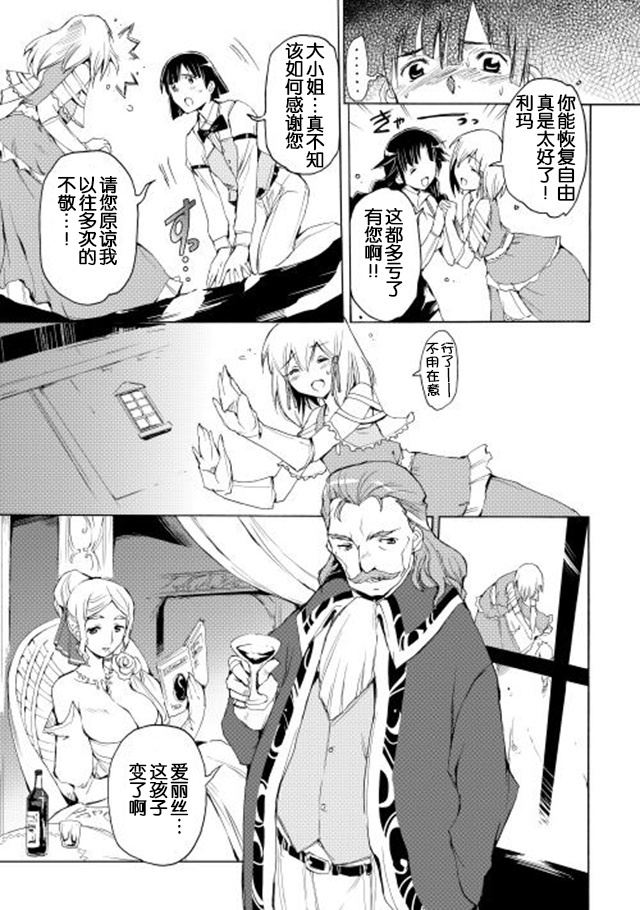 ……
你能恢复自由
真是太好了！
利玛
这都多亏了
有您啊!!
大小姐…真不知
该如何感谢您
请您原谅我
以往多次的
不敬…！
行了——
不用在意
爱丽丝…
这孩子
变了啊